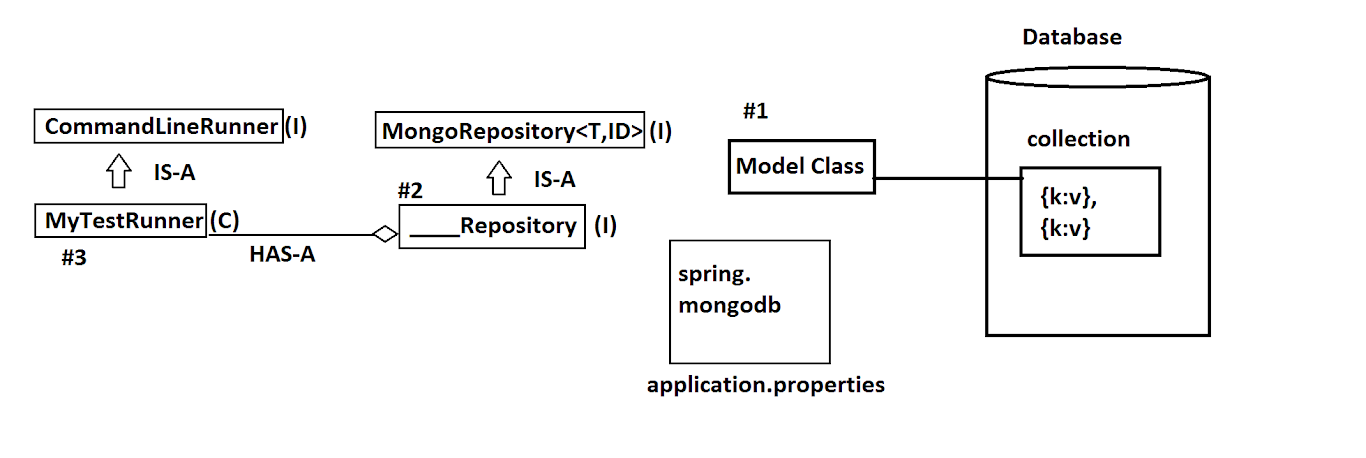 Database
#1
CommandLineRunner (I)
MongoRepository<T,ID> (I)
collection
Model Class
IS-A
IS-A
{k:v},
{k:v}
#2
MyTestRunner (C)
____Repository (I)
HAS-A
#3
spring.
mongodb
application.properties